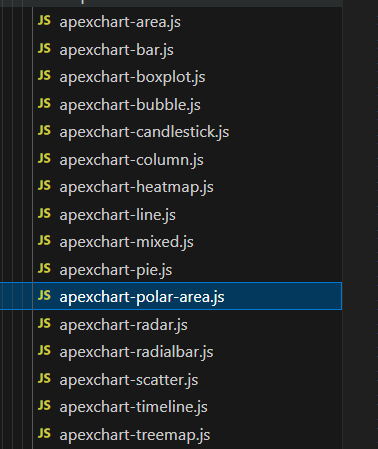 JS apexchart-area.js
JS apexchart-bar.js
JS apexchart-boxplot.js
JS apexchart-bubble.js
JS apexchart-candlestick.js
JS apexchart-column.js
JS apexchart-heatmap.js
JS apexchart-line.js
JS apexchart-mixed.js
JS apexchart-pie.js
JS apexchart-polar-area.js
JS apexchart-radar.js
JS apexchart-radialbar.js
JS apexchart-scatter.js
JS apexchart-timeline.js
JS apexchart-treemap.js